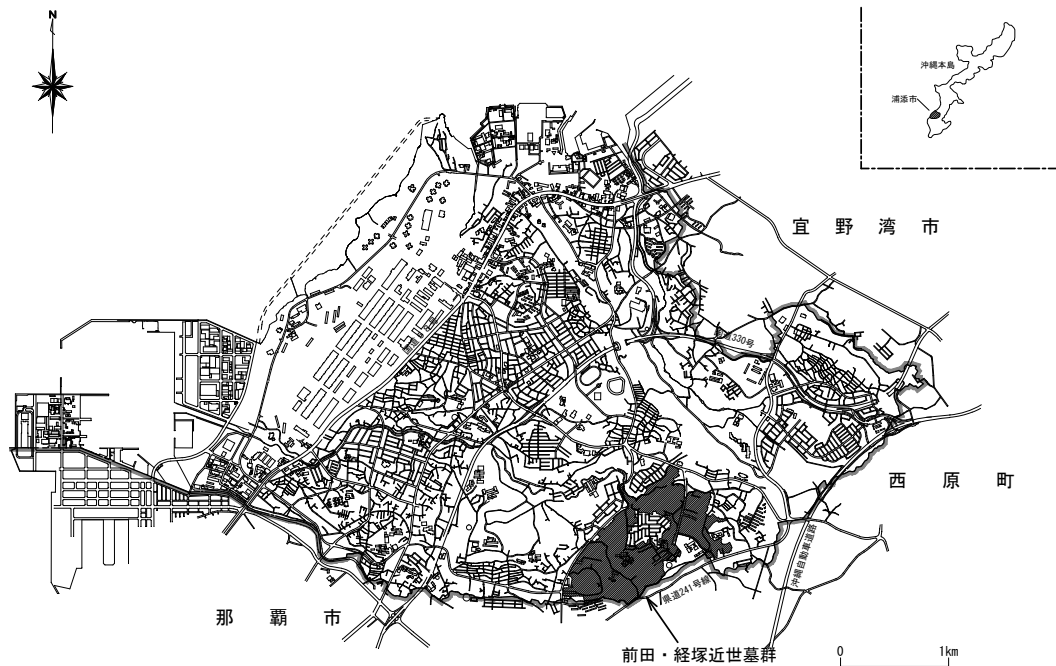 N
沖縄本島
浦添市
宜野湾市
330号
西原町
沖縄自動車道路
県道241号線
那覇市
前田・経塚近世墓群
0 1km